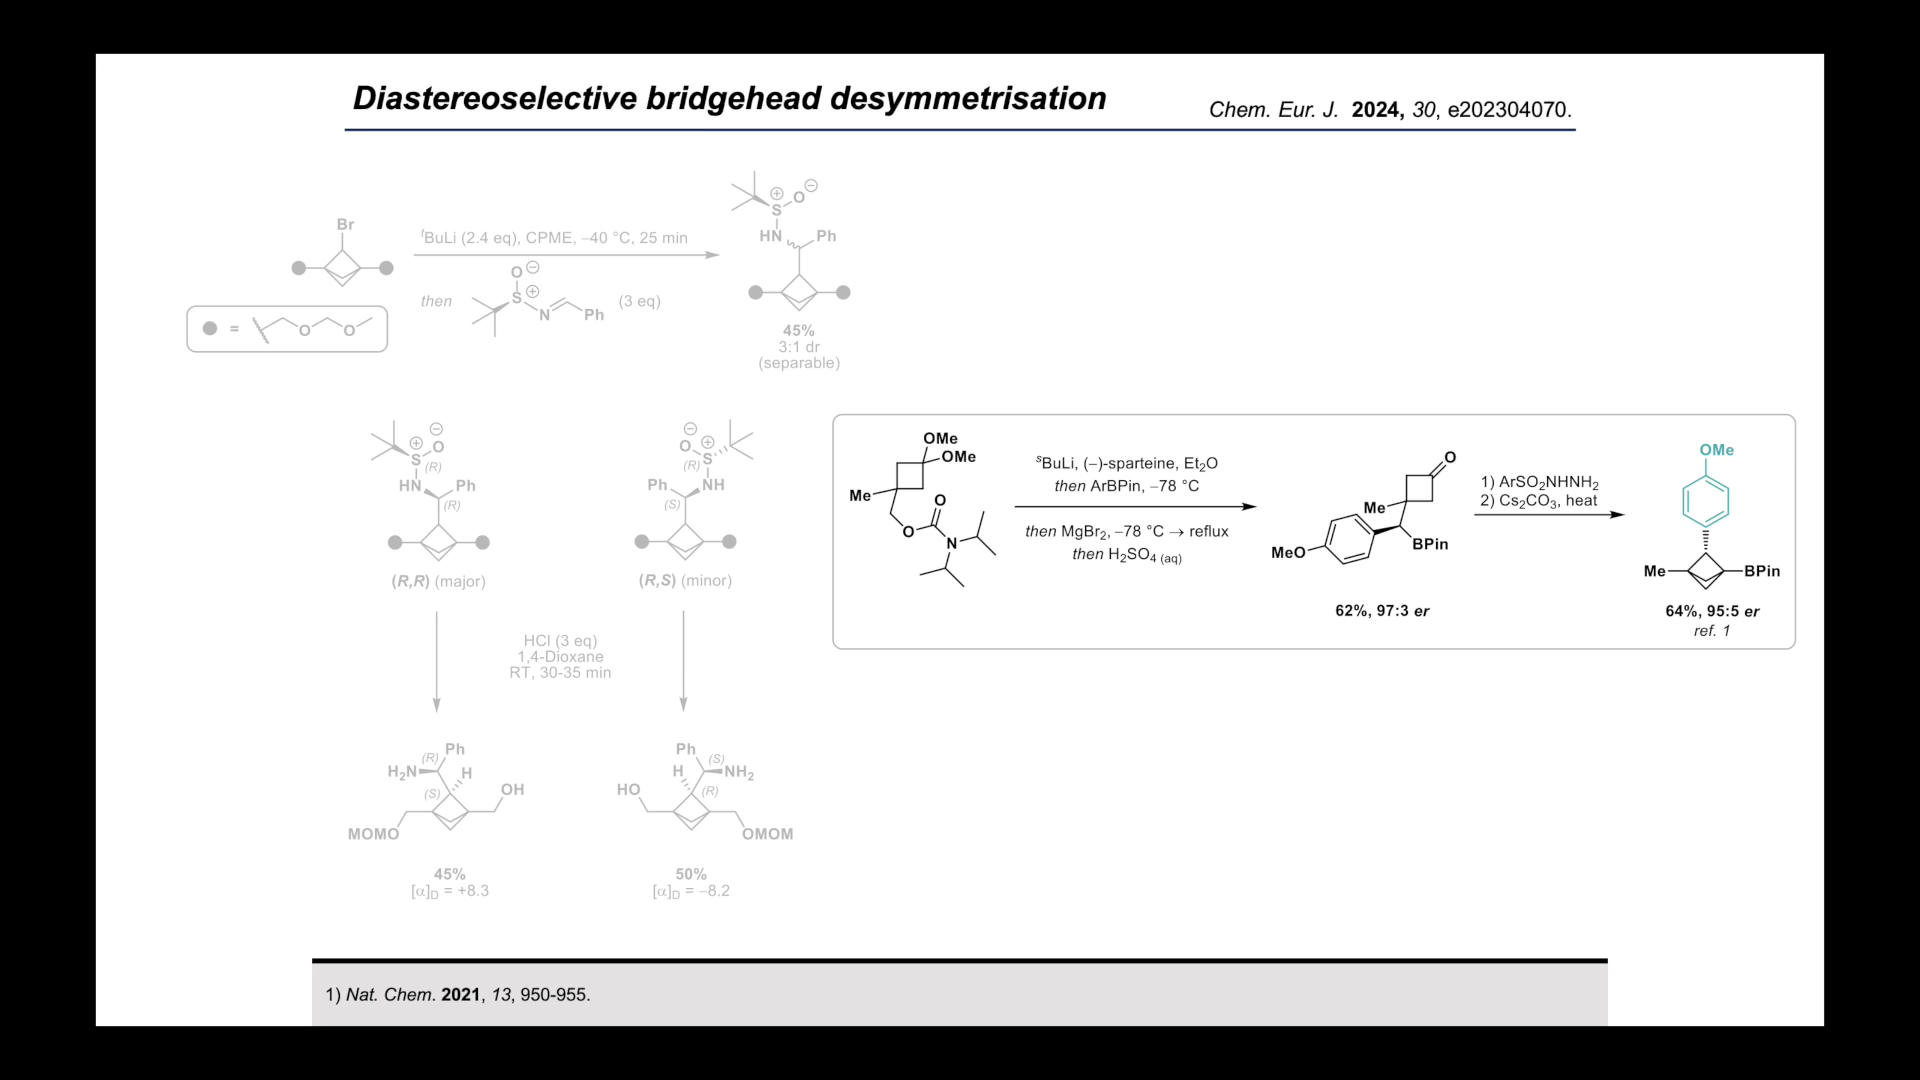 Diastereoselective bridgehead desymmetrisation
Chem. Eur. J. 2024, 30, e202304070.
Br
ᵗBuLi (2.4 eq), CPME, –40 °C, 25 min
then
O⊖
S⊕
N
Ph
(3 eq)
S⊕ O⊖
HN
Ph
45%
3:1 dr
(separable)
=
O
O
S⊕ O⊖
(R)
HN
Ph
(R)
(R,R) (major)
⊖
O
S⊕
(R)
Ph
NH
(S)
(R,S) (minor)
HCl (3 eq)
1,4-Dioxane
RT, 30-35 min
Ph
(R)
H₂N
H
(S)
OH
MOMO
45%
[α]D = +8.3
Ph
(S)
H
NH₂
HO
(R)
OMOM
50%
[α]D = –8.2
OMe
OMe
Me
O
O
N
ˢBuLi, (–)-sparteine, Et₂O
then ArBPin, –78 °C
then MgBr₂, –78 °C → reflux
then H₂SO₄ (aq)
O
Me
MeO
BPin
62%, 97:3 er
1) ArSO₂NHNH₂
2) Cs₂CO₃, heat
OMe
Me
BPin
64%, 95:5 er
ref. 1
1) Nat. Chem. 2021, 13, 950-955.